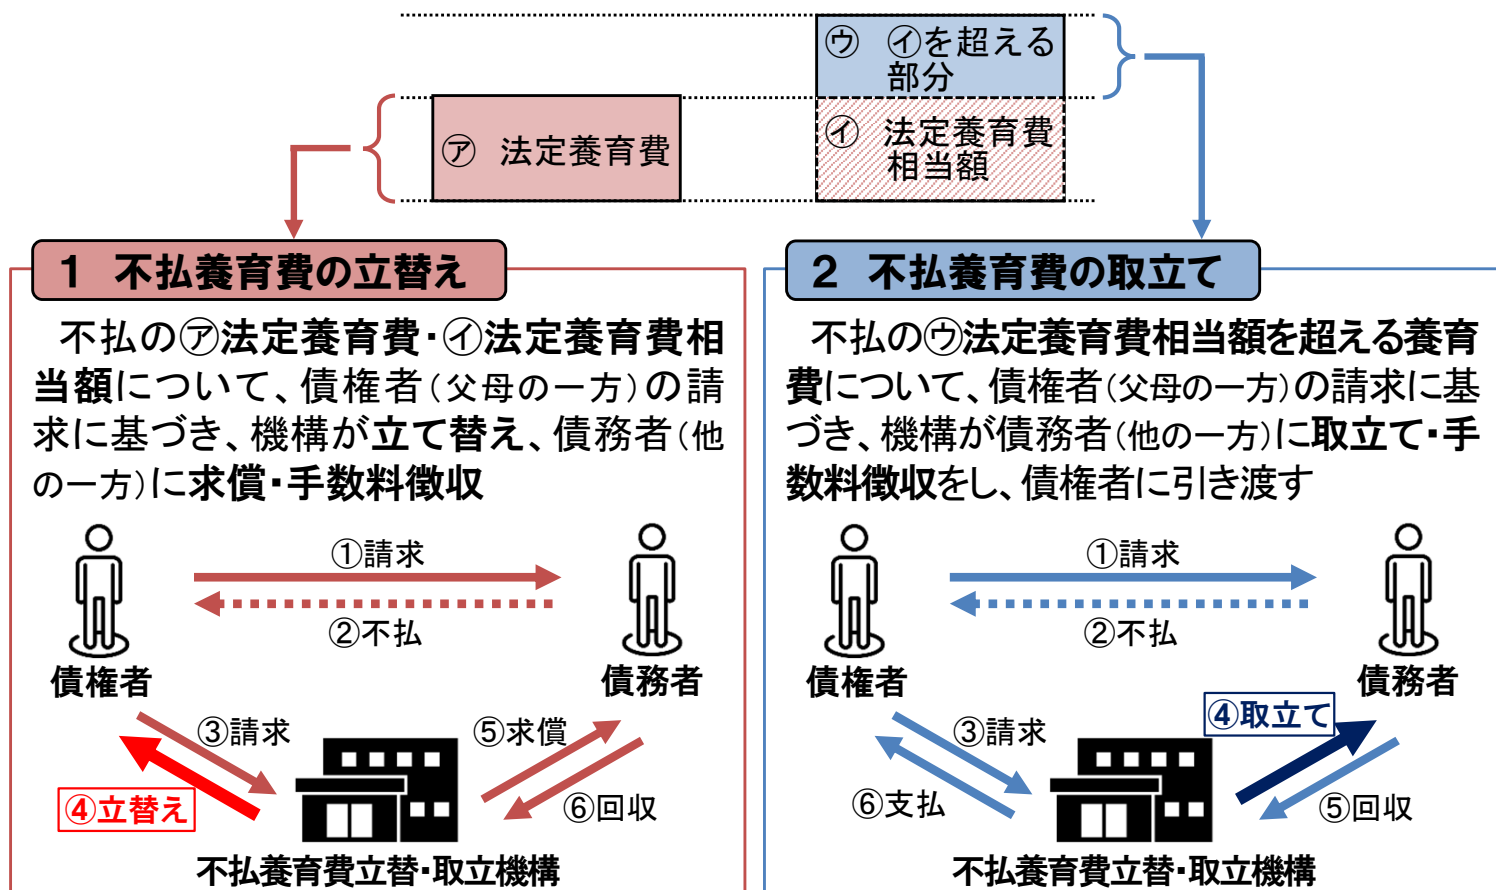 ㋒ ㋑を超える
部分
㋐ 法定養育費
㋑ 法定養育費
相当額
1 不払養育費の立替え
不払の㋐法定養育費・㋑法定養育費相
当額について、債権者(父母の一方)の請
求に基づき、機構が立て替え、債務者(他
の一方)に求償・手数料徴収
①請求
②不払
債権者
債務者
③請求
⑤求償
④立替え
⑥回収
不払養育費立替・取立機構
2 不払養育費の取立て
不払の㋒法定養育費相当額を超える養育
費について、債権者(父母の一方)の請求に基
づき、機構が債務者(他の一方)に取立て・手
数料徴収をし、債権者に引き渡す
①請求
②不払
債権者
債務者
③請求
④取立て
⑥支払
⑤回収
不払養育費立替・取立機構